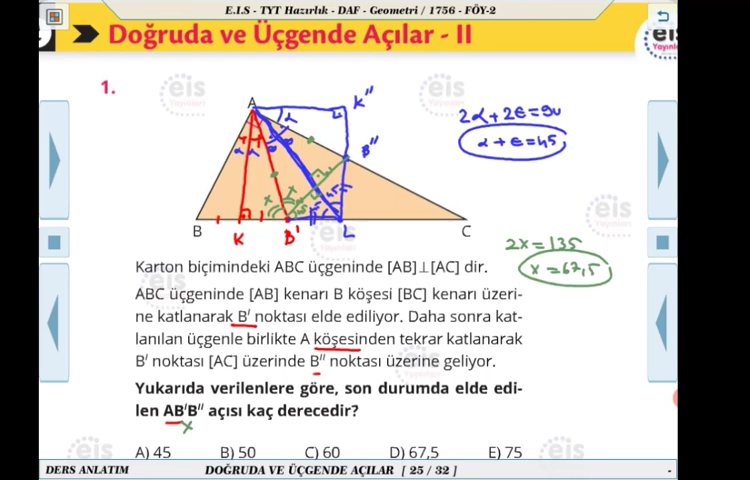 E.I.S - TYT Hazırlık - DAF - Geometri / 1756 - FÖY-2
Doğruda ve Üçgende Açılar - II
eis
Yayınları
1.
A
K''
B''
B
K
B'
L
C
α α
α
x x
2α+2θ=90
α+θ=45
2x=135
x=67,5
Karton biçimindeki ABC üçgeninde [AB]⊥[AC] dir.
ABC üçgeninde [AB] kenarı B köşesi [BC] kenarı üzeri-
ne katlanarak B' noktası elde ediliyor. Daha sonra kat-
lanılan üçgenle birlikte A köşesinden tekrar katlanarak
B' noktası [AC] üzerinde B'' noktası üzerine geliyor.
Yukarıda verilenlere göre, son durumda elde edi-
len AB'B'' açısı kaç derecedir?
x
A) 45 B) 50 C) 60 D) 67,5 E) 75
DERS ANLATIM DOĞRUDA VE ÜÇGENDE AÇILAR [ 25 / 32 ] -